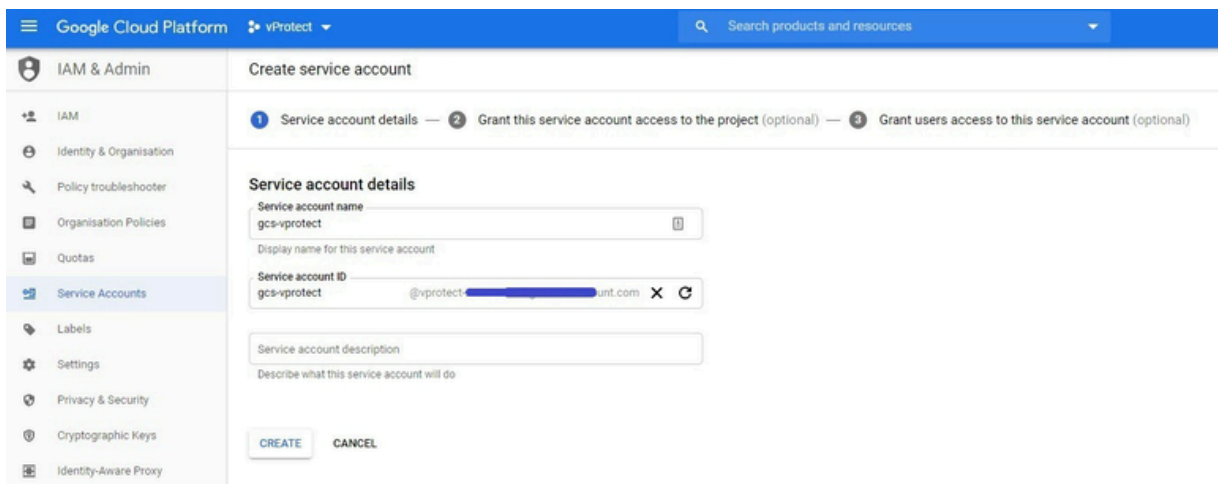 Google Cloud Platform vProtect Search products and resources
IAM & Admin Create service account
IAM 1 Service account details — 2 Grant this service account access to the project (optional) — 3 Grant users access to this service account (optional)
Identity & Organisation
Policy troubleshooter
Organisation Policies
Quotas
Service Accounts
Labels
Settings
Privacy & Security
Cryptographic Keys
Identity-Aware Proxy
Service account details
Service account name
gcs-vprotect
Display name for this service account
Service account ID
gcs-vprotect @vprotect- unt.com
Service account description
Describe what this service account will do
CREATE CANCEL